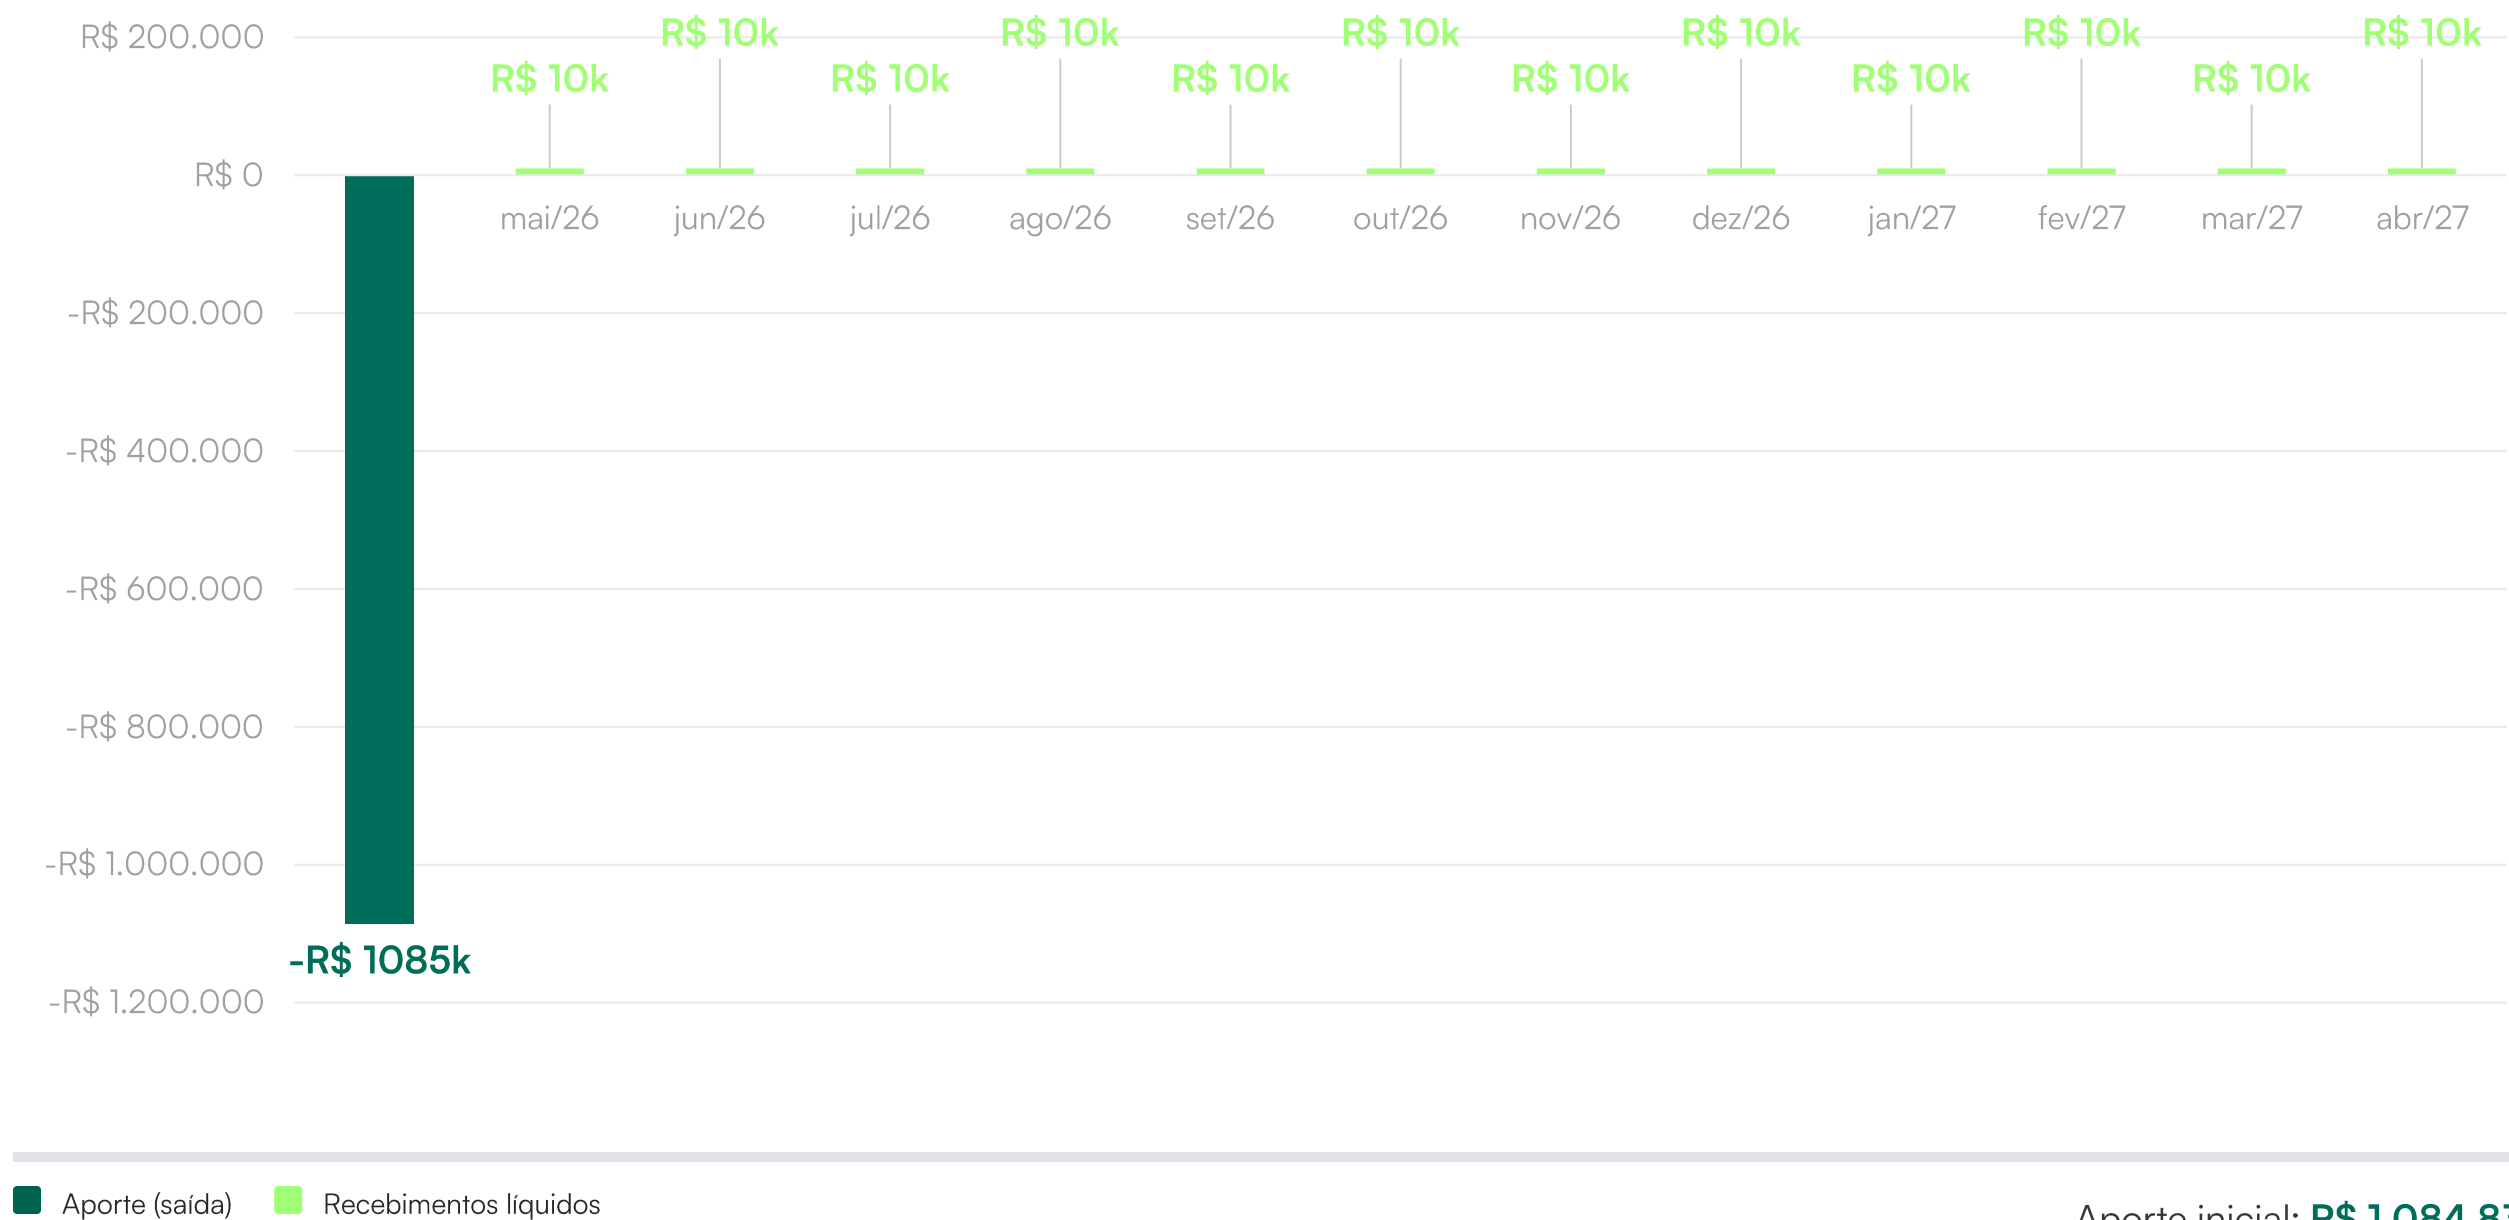 R$ 200.000 R$ 10k R$ 10k R$ 10k R$ 10k R$ 10k R$ 10k
R$ 10k R$ 10k R$ 10k R$ 10k R$ 10k R$ 10k
R$ 0
mai/26 jun/26 jul/26 ago/26 set/26 out/26 nov/26 dez/26 jan/27 fev/27 mar/27 abr/27
-R$ 200.000
-R$ 400.000
-R$ 600.000
-R$ 800.000
-R$ 1.000.000
-R$ 1085k
-R$ 1.200.000
Aporte (saída) Recebimentos líquidos
Aporte inicial: R$ 1.084.8